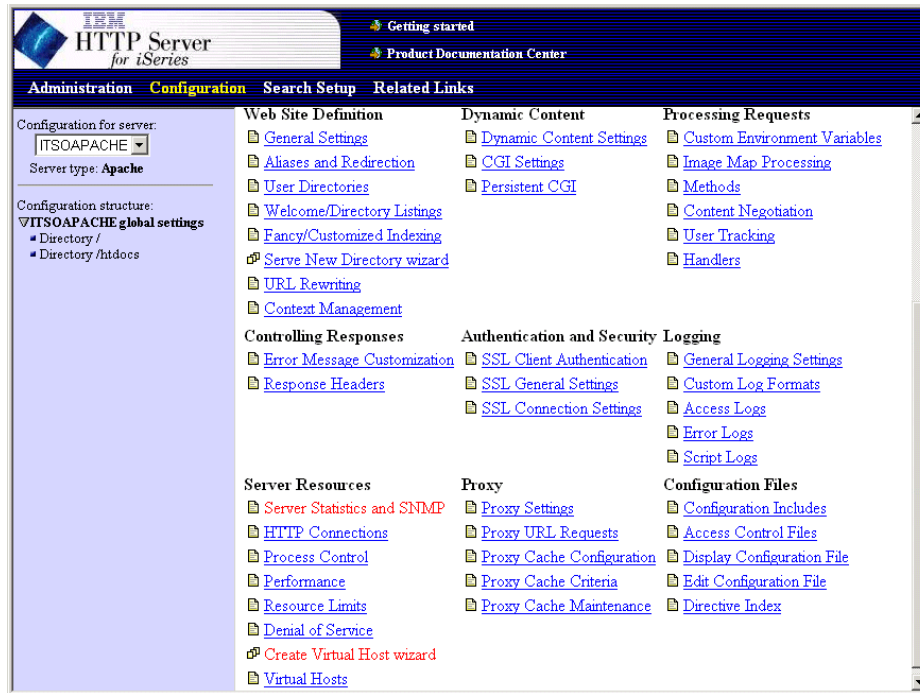 IBM
HTTP Server
for iSeries
Getting started
Product Documentation Center
Administration Configuration Search Setup Related Links
Configuration for server:
ITSOAPACHE
Server type: Apache
Configuration structure:
ITSOAPACHE global settings
Directory /
Directory /htdocs
Web Site Definition
General Settings
Aliases and Redirection
User Directories
Welcome/Directory Listings
Fancy/Customized Indexing
Serve New Directory wizard
URL Rewriting
Context Management
Dynamic Content
Dynamic Content Settings
CGI Settings
Persistent CGI
Processing Requests
Custom Environment Variables
Image Map Processing
Methods
Content Negotiation
User Tracking
Handlers
Controlling Responses
Error Message Customization
Response Headers
Authentication and Security
SSL Client Authentication
SSL General Settings
SSL Connection Settings
Logging
General Logging Settings
Custom Log Formats
Access Logs
Error Logs
Script Logs
Server Resources
Server Statistics and SNMP
HTTP Connections
Process Control
Performance
Resource Limits
Denial of Service
Create Virtual Host wizard
Virtual Hosts
Proxy
Proxy Settings
Proxy URL Requests
Proxy Cache Configuration
Proxy Cache Criteria
Proxy Cache Maintenance
Configuration Files
Configuration Includes
Access Control Files
Display Configuration File
Edit Configuration File
Directive Index